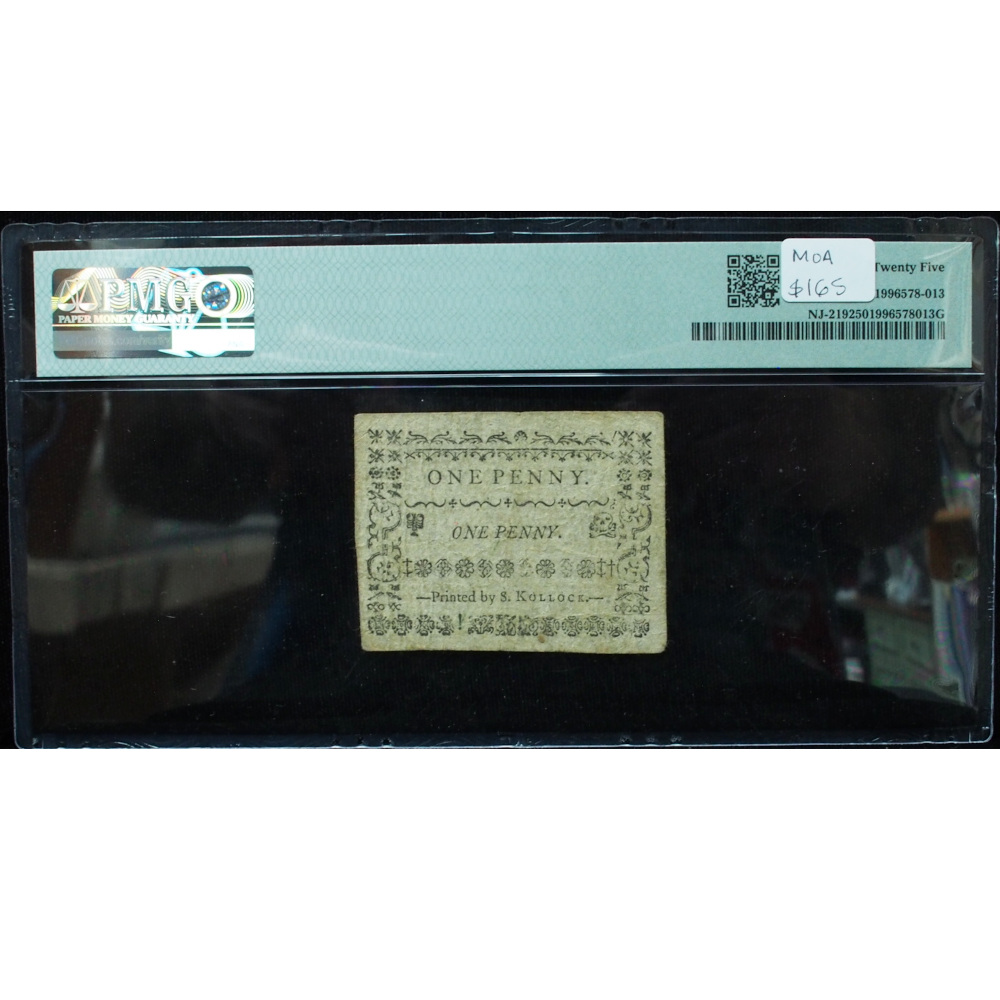 PMG
PAPER MONEY GUARANTY
MOA
$165
Twenty Five
1996578-013
NJ-2192501996578013G
ONE PENNY.
ONE PENNY.
—Printed by S. KOLLOCK.—